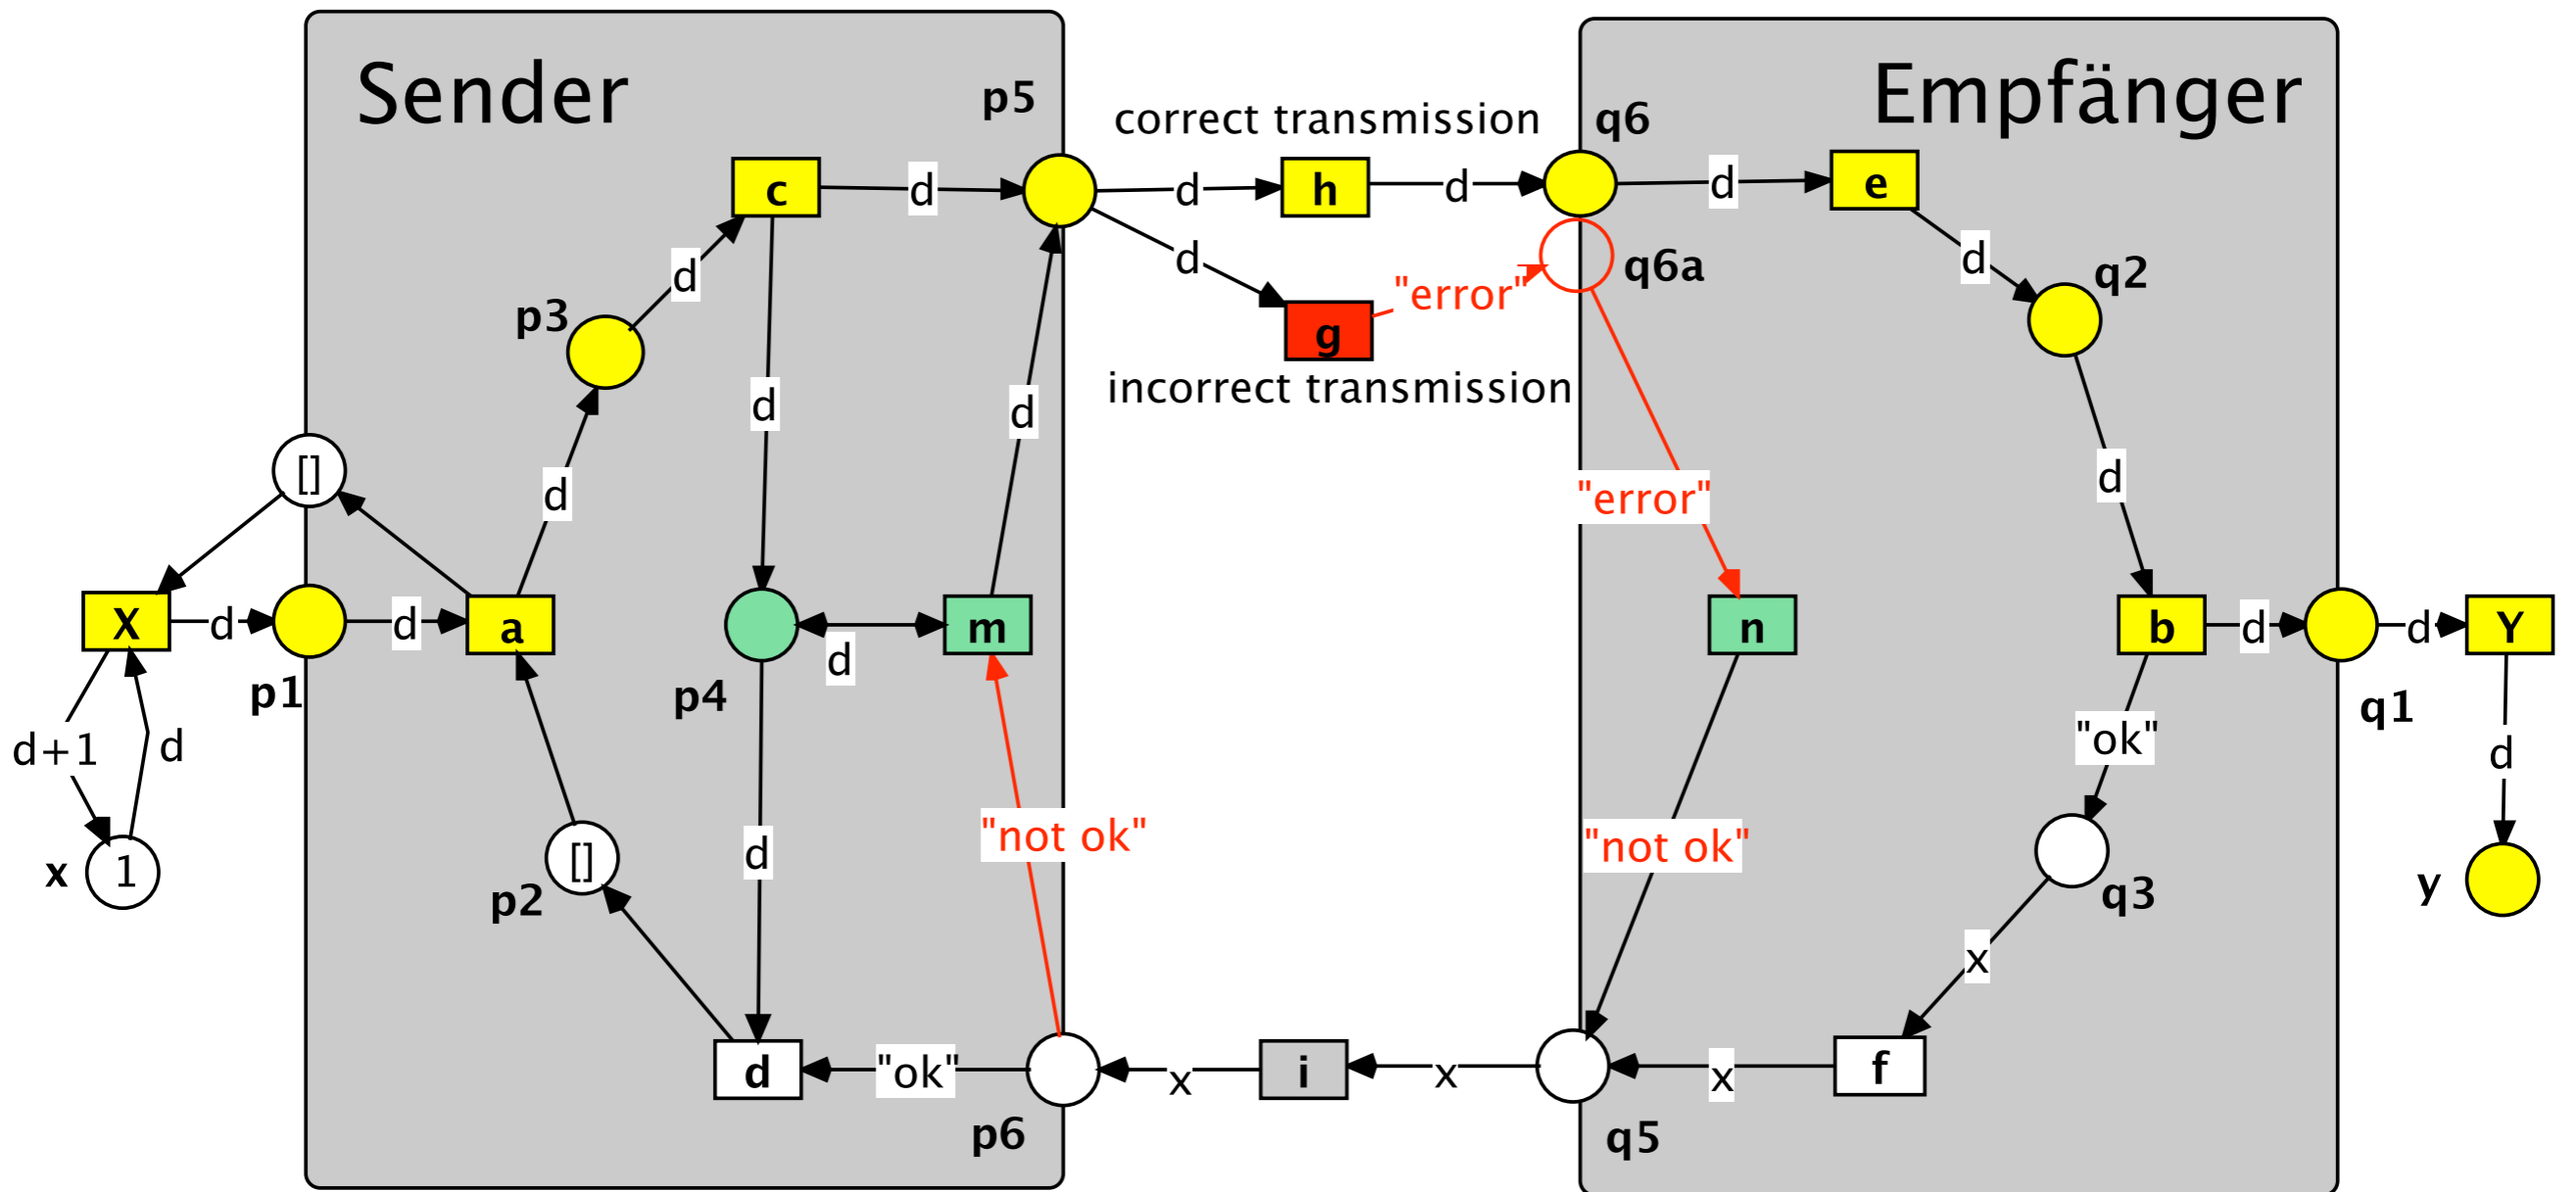 Sender
Empfänger
p5
correct transmission
q6
c
d
d
h
d
d
e
d
d
q6a
d
q2
p3
d
"error"
g
incorrect transmission
d
d
[]
d
"error"
d
X
d
p1
d
a
p4
d
m
n
b
d
q1
d
Y
d+1
d
"ok"
d
x
1
p2
[]
d
"not ok"
"not ok"
q3
y
x
d
"ok"
p6
x
i
x
q5
x
f